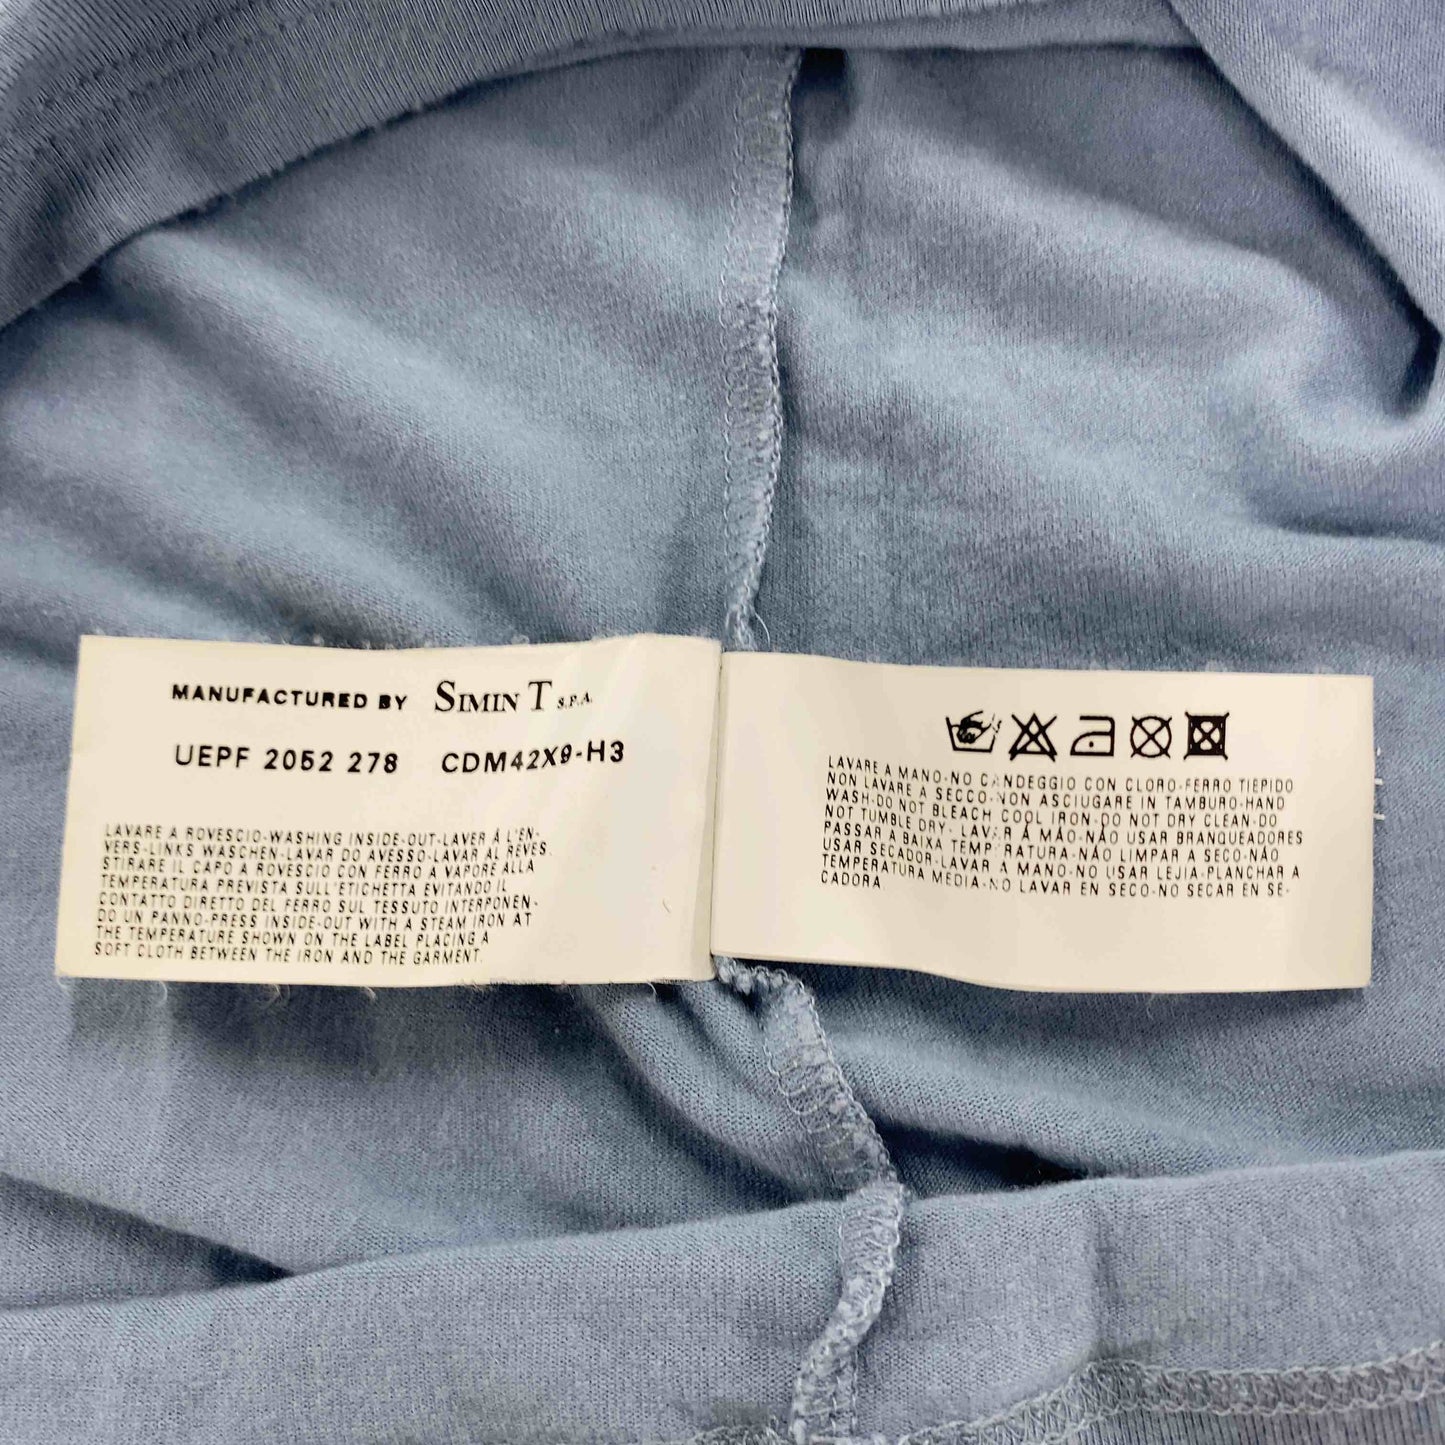 MANUFACTURED BY SIMIN T S.P.A.
UEPF 2052 278 CDM42X9-H3
LAVARE A ROVESCIO-WASHING INSIDE-OUT-LAVER Á L'EN-
VERS-LINKS WASCHEN-LAVAR DO AVESSO-LAVAR AL REVES.
STIRARE IL CAPO A ROVESCIO CON FERRO A VAPORE ALLA
TEMPERATURA PREVISTA SULL'ETICHETTA EVITANDO IL
CONTATTO DIRETTO DEL FERRO SUL TESSUTO INTERPONEN-
DO UN PANNO-PRESS INSIDE-OUT WITH A STEAM IRON AT
THE TEMPERATURE SHOWN ON THE LABEL PLACING A
SOFT CLOTH BETWEEN THE IRON AND THE GARMENT.
LAVARE A MANO-NO CANDEGGIO CON CLORO-FERRO TIEPIDO
NON LAVARE A SECCO-NON ASCIUGARE IN TAMBURO-HAND
WASH-DO NOT BLEACH COOL IRON-DO NOT DRY CLEAN-DO
NOT TUMBLE DRY- LAVAR Á MÃO-NÃO USAR BRANQUEADORES
PASSAR A BAIXA TEMPERATURA-NÃO LIMPAR A SECO-NÃO
USAR SECADOR-LAVAR A MANO-NO USAR LEJIA-PLANCHAR A
TEMPERATURA MEDIA-NO LAVAR EN SECO-NO SECAR EN SE-
CADORA